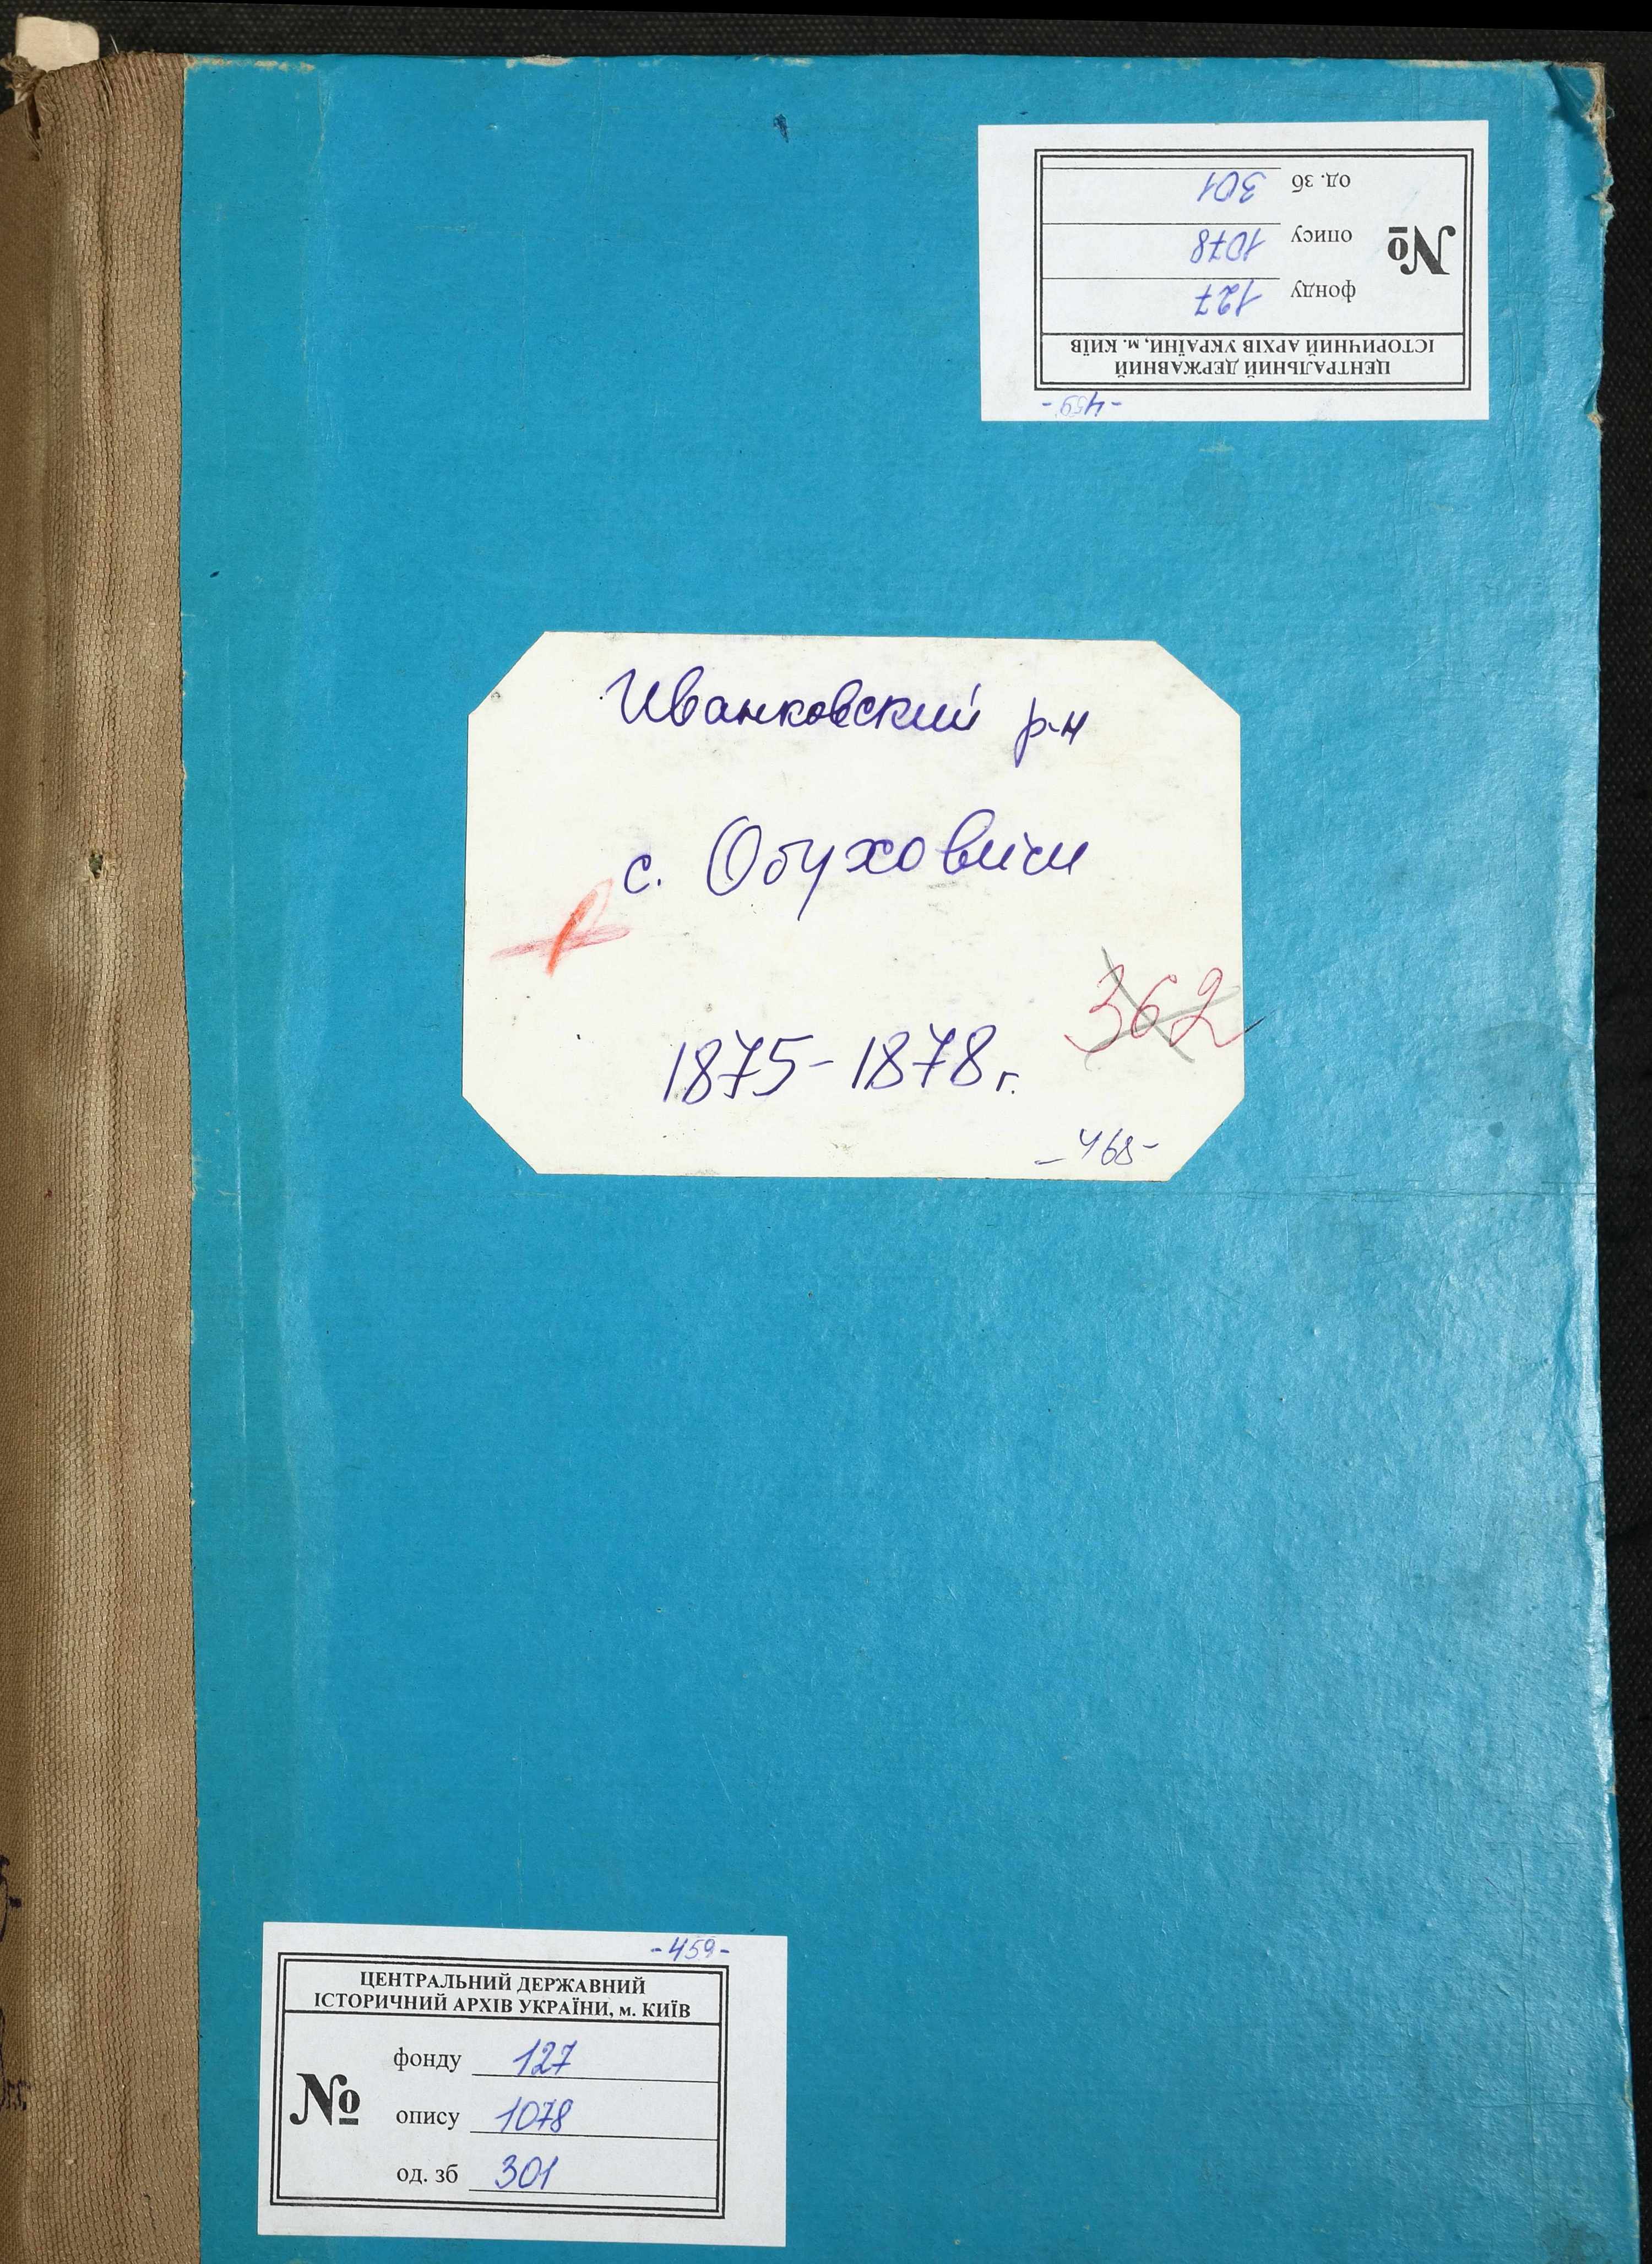 -459-
ЦЕНТРАЛЬНИЙ ДЕРЖАВНИЙ
ІСТОРИЧНИЙ АРХІВ УКРАЇНИ, м. КИЇВ
№
фонду 127
опису 1078
од. зб 301
Иванковский р-н
с. Обуховичи
362
1875-1878 г.
-468-
-459-
ЦЕНТРАЛЬНИЙ ДЕРЖАВНИЙ
ІСТОРИЧНИЙ АРХІВ УКРАЇНИ, м. КИЇВ
№
фонду 127
опису 1078
од. зб 301